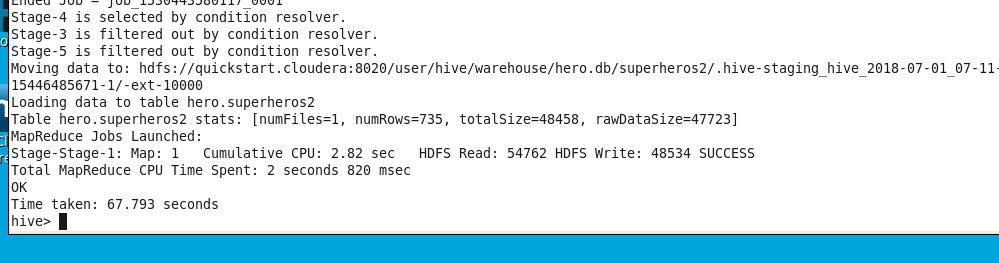 Ended Job = job_1530443580117_0001
Stage-4 is selected by condition resolver.
Stage-3 is filtered out by condition resolver.
Stage-5 is filtered out by condition resolver.
Moving data to: hdfs://quickstart.cloudera:8020/user/hive/warehouse/hero.db/superheros2/.hive-staging_hive_2018-07-01_07-11-
15446485671-1/-ext-10000
Loading data to table hero.superheros2
Table hero.superheros2 stats: [numFiles=1, numRows=735, totalSize=48458, rawDataSize=47723]
MapReduce Jobs Launched:
Stage-Stage-1: Map: 1   Cumulative CPU: 2.82 sec   HDFS Read: 54762 HDFS Write: 48534 SUCCESS
Total MapReduce CPU Time Spent: 2 seconds 820 msec
OK
Time taken: 67.793 seconds
hive>